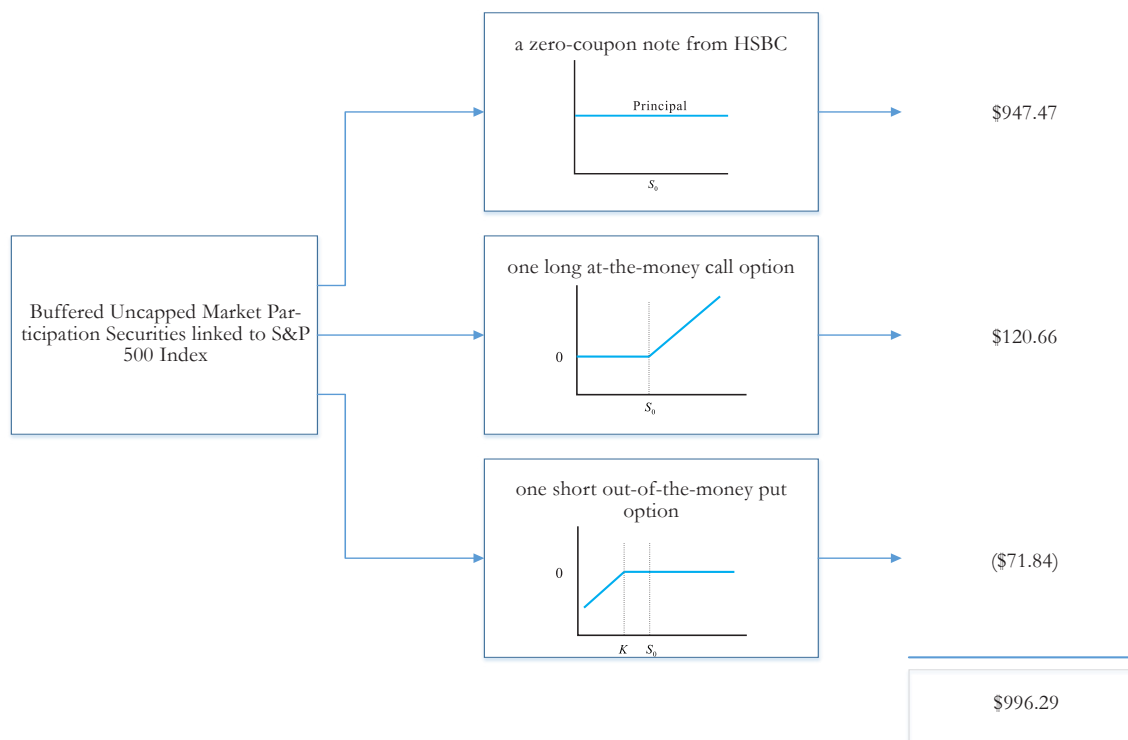 a zero-coupon note from HSBC
Principal
S₀
$947.47
Buffered Uncapped Market Par-
ticipation Securities linked to S&P
500 Index
one long at-the-money call option
0
S₀
$120.66
one short out-of-the-money put
option
0
K S₀
($71.84)
$996.29